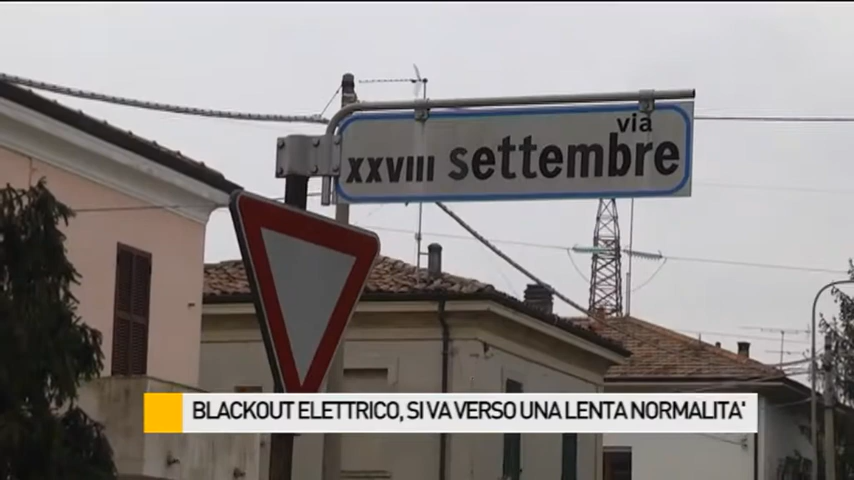 via
XXVIII settembre
BLACKOUT ELETTRICO, SI VA VERSO UNA LENTA NORMALITA'